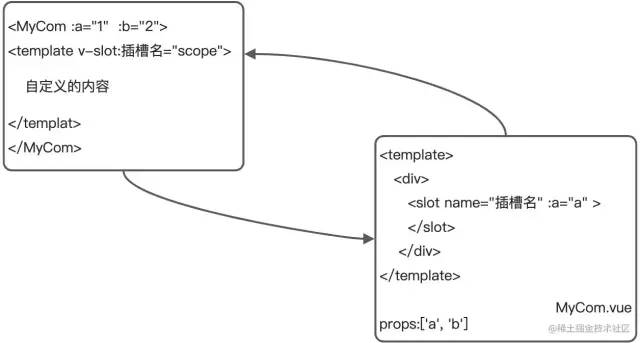 <MyCom :a="1"  :b="2">
<template v-slot:插槽名="scope">
自定义的内容
</templat>
</MyCom>
<template>
<div>
<slot name="插槽名" :a="a" >
</slot>
</div>
</template>
MyCom.vue
props:['a', 'b']
@稀土掘金技术社区